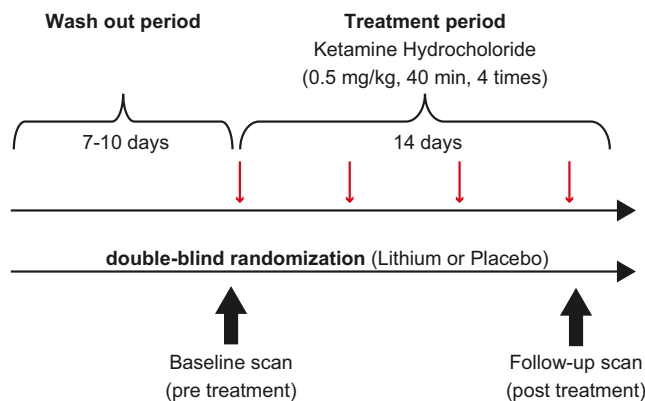 Wash out period
Treatment period
Ketamine Hydrocholoride
(0.5 mg/kg, 40 min, 4 times)
7-10 days
14 days
double-blind randomization (Lithium or Placebo)
Baseline scan
(pre treatment)
Follow-up scan
(post treatment)